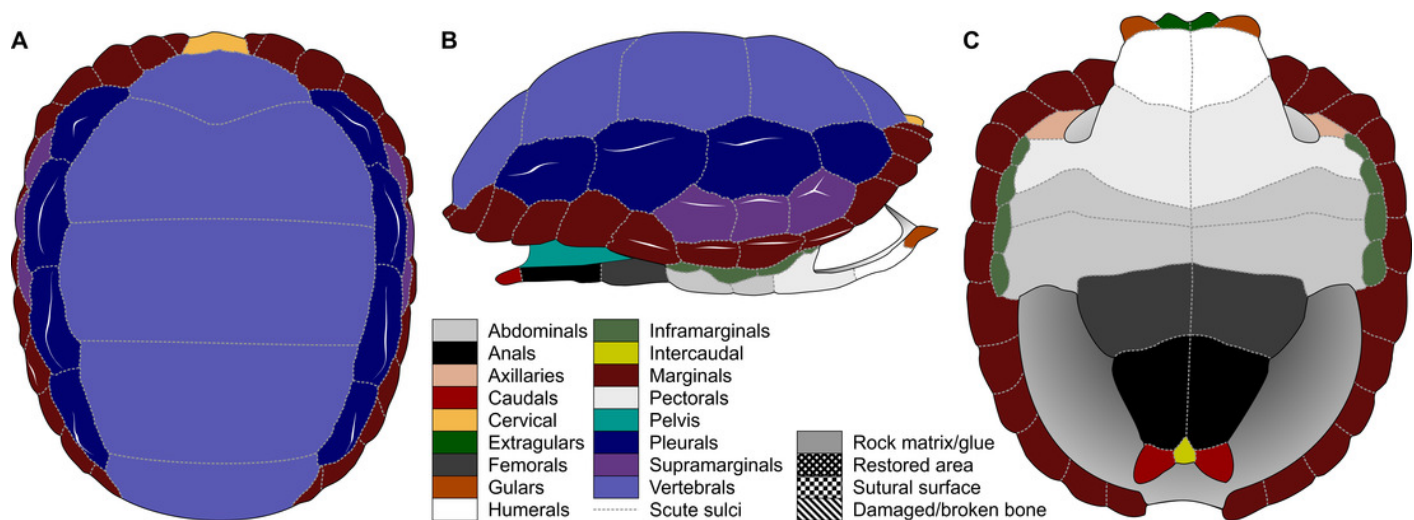 A
B
C
Abdominals
Anals
Axillaries
Caudals
Cervical
Extragulars
Femorals
Gulars
Humerals
Inframarginals
Intercaudal
Marginals
Pectorals
Pelvis
Pleurals
Supramarginals
Vertebrals
Scute sulci
Rock matrix/glue
Restored area
Sutural surface
Damaged/broken bone